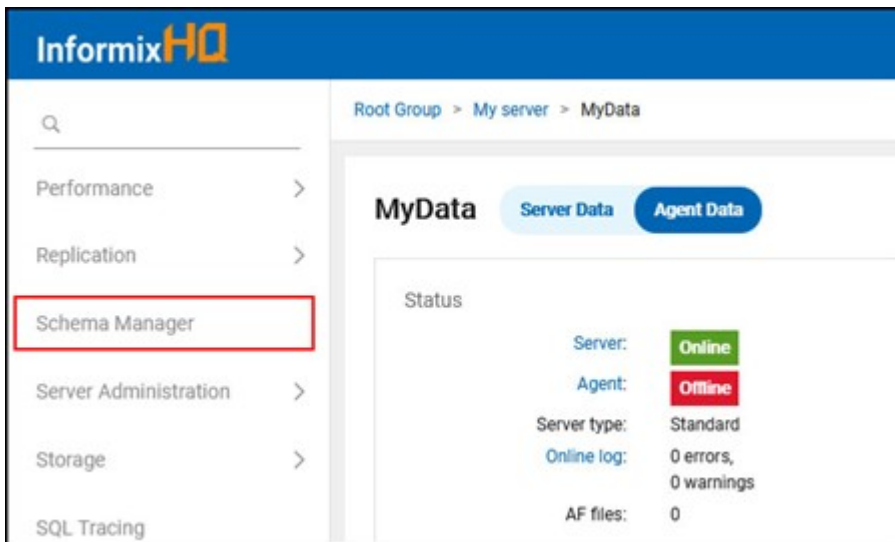 InformixHQ
Root Group > My server > MyData
Performance
Replication
Schema Manager
Server Administration
Storage
SQL Tracing
MyData Server Data Agent Data
Status
Server: Online
Agent: Offline
Server type: Standard
Online log: 0 errors,
0 warnings
AF files: 0